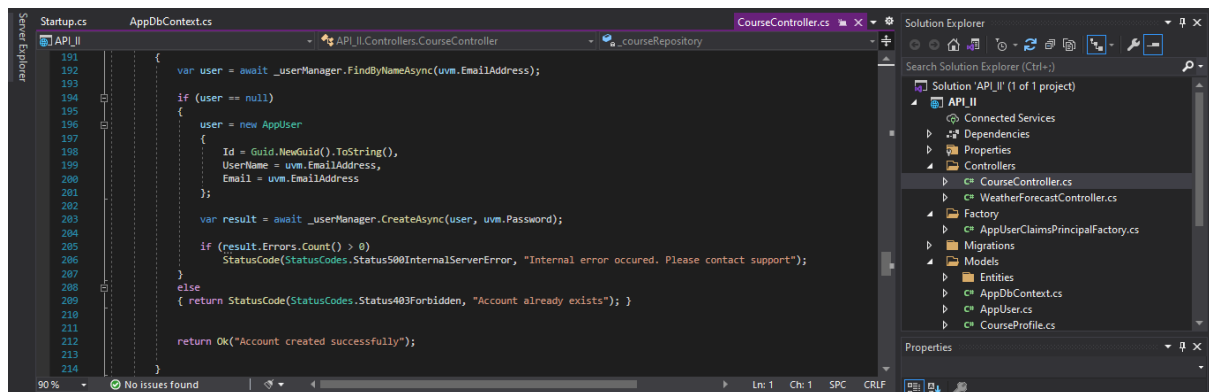 Server Explorer
Startup.cs AppDbContext.cs CourseController.cs
API_II API_II.Controllers.CourseController _courseRepository
191 {
192 var user = await _userManager.FindByNameAsync(uvm.EmailAddress);
193
194 if (user == null)
195 {
196 user = new AppUser
197 {
198 Id = Guid.NewGuid().ToString(),
199 UserName = uvm.EmailAddress,
200 Email = uvm.EmailAddress
201 };
202
203 var result = await _userManager.CreateAsync(user, uvm.Password);
204
205 if (result.Errors.Count() > 0)
206 StatusCode(StatusCodes.Status500InternalServerError, "Internal error occured. Please contact support");
207 }
208 else
209 { return StatusCode(StatusCodes.Status403Forbidden, "Account already exists"); }
210
211
212 return Ok("Account created successfully");
213
214 }
90 % No issues found Ln: 1 Ch: 1 SPC CRLF
Solution Explorer
Search Solution Explorer (Ctrl+;)
Solution 'API_II' (1 of 1 project)
API_II
Connected Services
Dependencies
Properties
Controllers
C# CourseController.cs
C# WeatherForecastController.cs
Factory
C# AppUserClaimsPrincipalFactory.cs
Migrations
Models
Entities
C# AppDbContext.cs
C# AppUser.cs
C# CourseProfile.cs
Properties